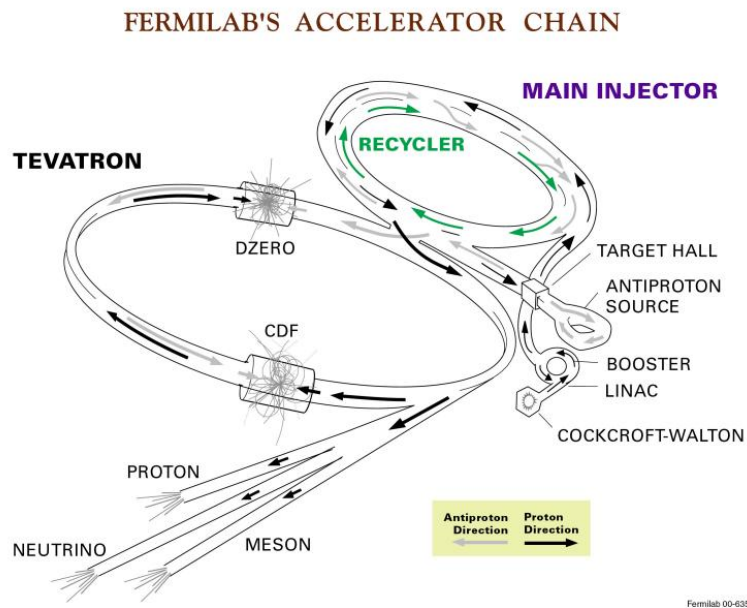 FERMILAB'S ACCELERATOR CHAIN
MAIN INJECTOR
RECYCLER
TEVATRON
DZERO
TARGET HALL
ANTIPROTON
SOURCE
CDF
BOOSTER
LINAC
COCKCROFT-WALTON
PROTON
NEUTRINO
MESON
Antiproton
Direction
Proton
Direction